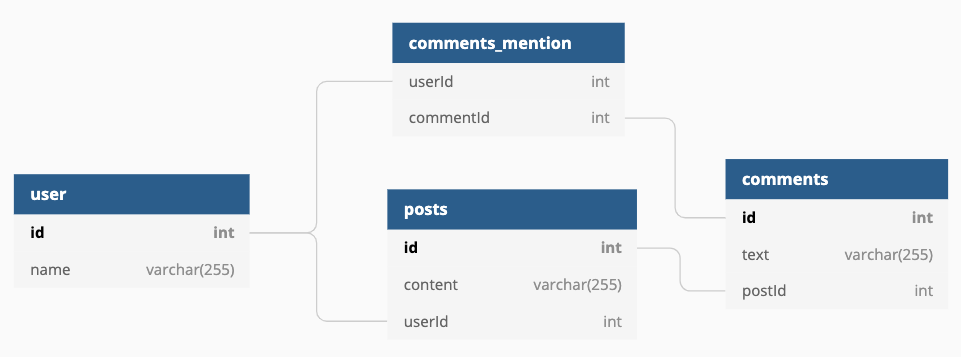 comments_mention
userId int
commentId int
user
id int
name varchar(255)
posts
id int
content varchar(255)
userId int
comments
id int
text varchar(255)
postId int